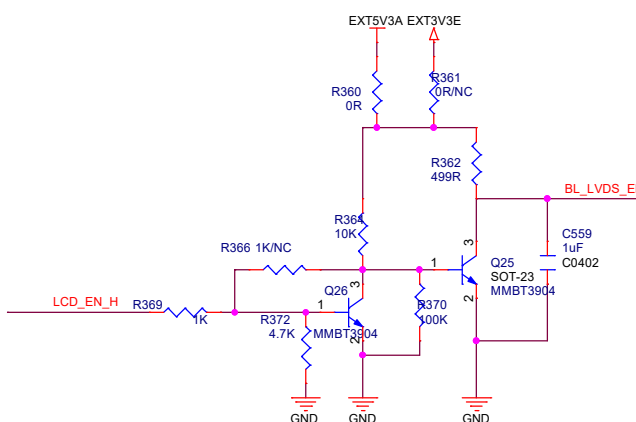 EXT5V3A EXT3V3E
R360
0R
R361
0R/NC
R362
499R
BL_LVDS_E
R364
10K
R366 1K/NC
C559
1uF
C0402
3
1
Q25
SOT-23
MMBT3904
2
LCD_EN_H
R369
1K
R372
4.7K
Q26
3
1
MMBT3904
2
R370
100K
GND
GND
GND